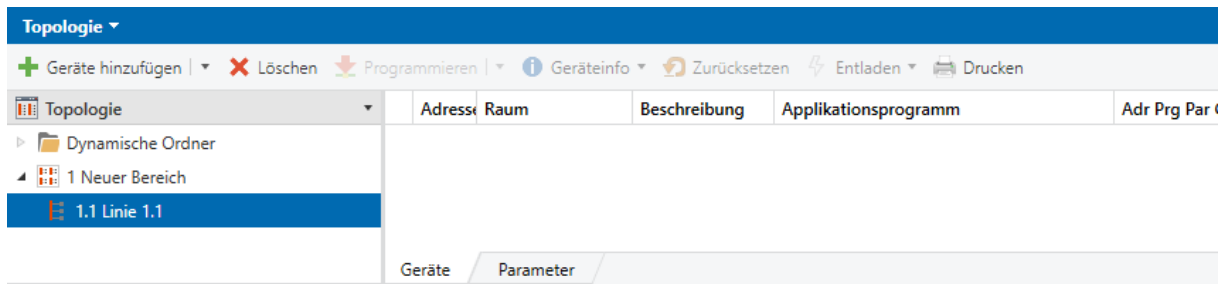 Topologie
Geräte hinzufügen Löschen Programmieren Geräteinfo Zurücksetzen Entladen Drucken
Topologie Adresse Raum Beschreibung Applikationsprogramm Adr Prg Par
Dynamische Ordner
1 Neuer Bereich
1.1 Linie 1.1
Geräte Parameter